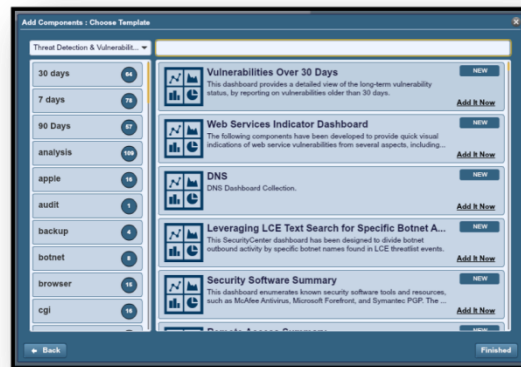 Add Components : Choose Template
Threat Detection & Vulnerabilit...
30 days 64
7 days 78
90 Days 57
analysis 109
apple 16
audit 1
backup 4
botnet 8
browser 15
cgi 16
Vulnerabilities Over 30 Days
NEW
This dashboard provides a detailed view of the long-term vulnerability
status, by reporting on vulnerabilities older than 30 days.
Add It Now
Web Services Indicator Dashboard
NEW
The following components have been developed to provide quick visual
indications of web service vulnerabilities from several aspects, including...
Add It Now
DNS
NEW
DNS Dashboard Collection.
Add It Now
Leveraging LCE Text Search for Specific Botnet A...
NEW
This SecurityCenter dashboard has been designed to divide botnet
outbound activity by specific botnet names found in LCE threatlist events.
Add It Now
Security Software Summary
NEW
This dashboard enumerates known security software tools and resources,
such as McAfee Antivirus, Microsoft Forefront, and Symantec PGP. The ...
Add It Now
Remote Access Summary
NEW
Back
Finished